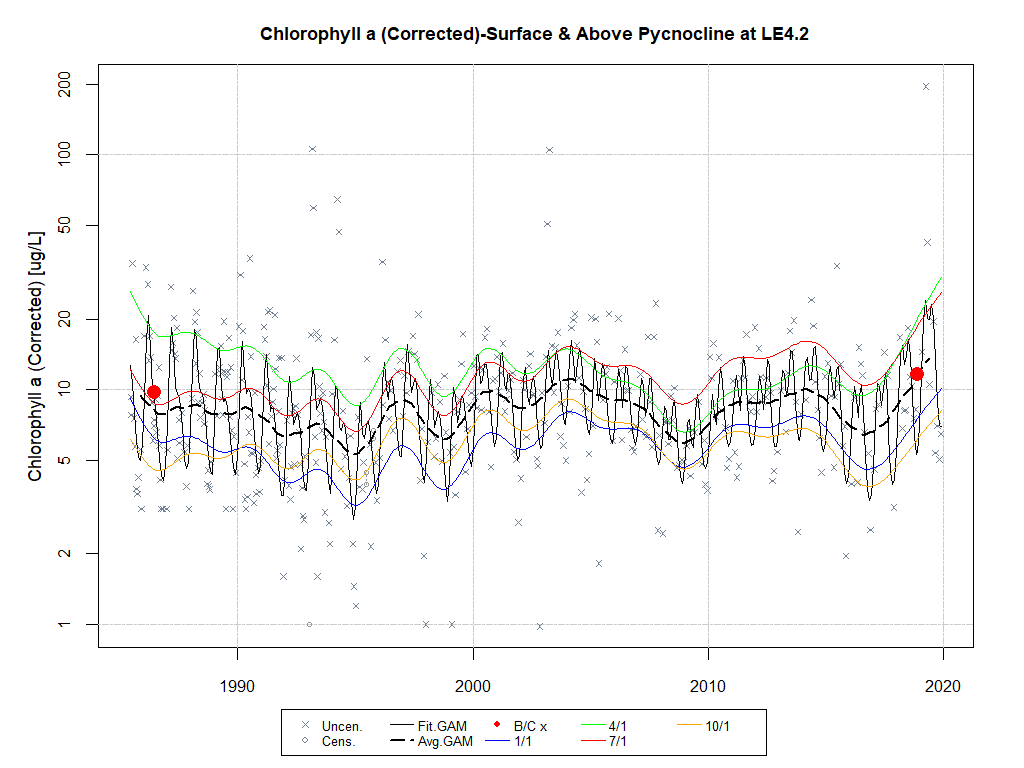 Chlorophyll a (Corrected)-Surface & Above Pycnocline at LE4.2
Chlorophyll a (Corrected) [ug/L]
200
100
50
20
10
5
2
1
1990 2000 2010 2020
Uncen. Fit.GAM B/C x 4/1 10/1
Cens. Avg.GAM 1/1 7/1